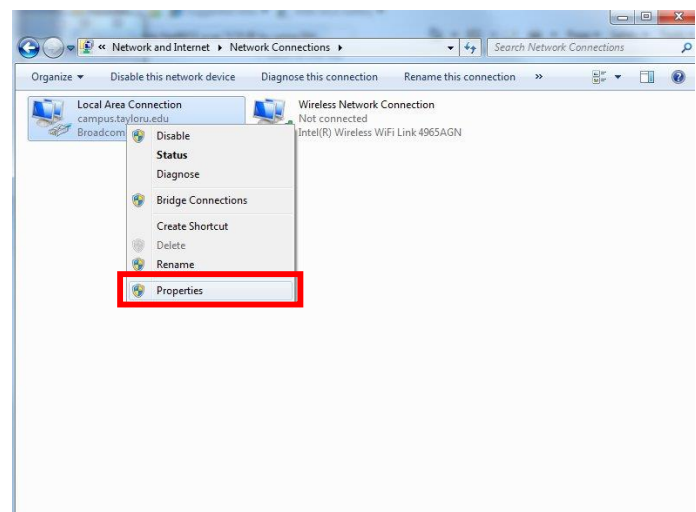 « Network and Internet ▸ Network Connections ▸ Search Network Connections
Organize ▾ Disable this network device Diagnose this connection Rename this connection »
Local Area Connection
campus.tayloru.edu
Broadcom
Wireless Network Connection
Not connected
Intel(R) Wireless WiFi Link 4965AGN
Disable
Status
Diagnose
Bridge Connections
Create Shortcut
Delete
Rename
Properties